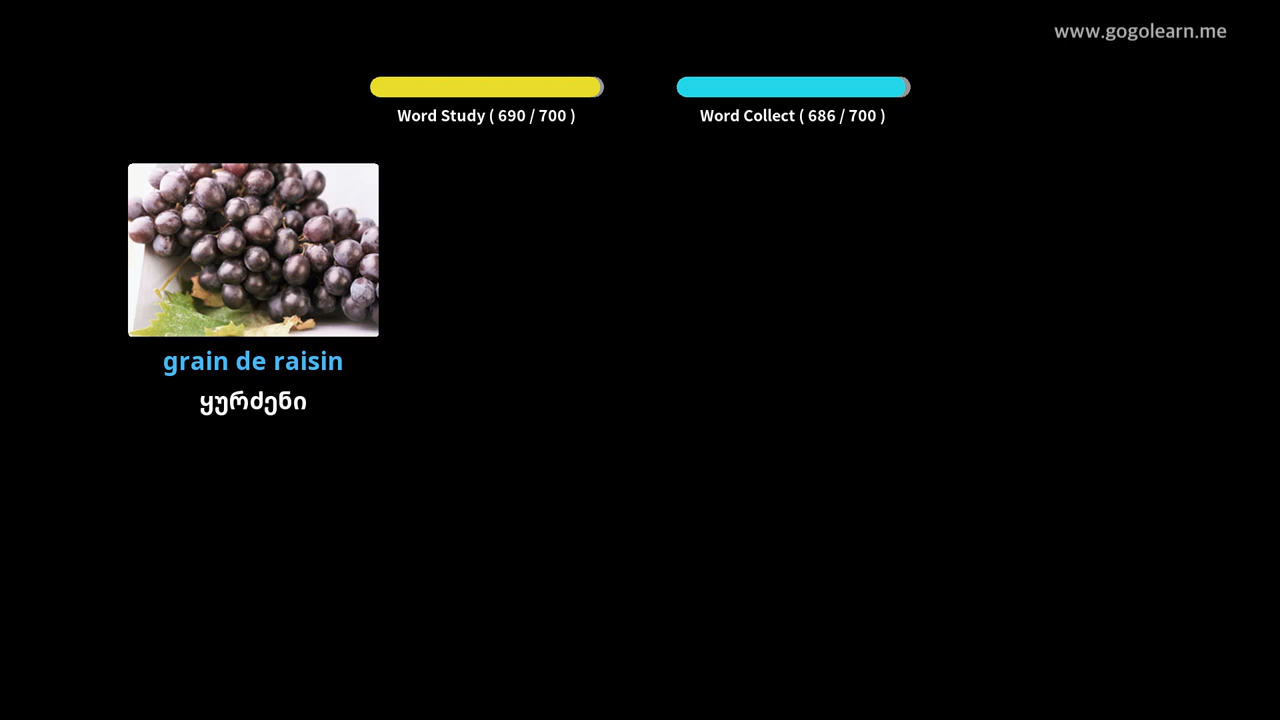 www.gogolearn.me
Word Study ( 690 / 700 )
Word Collect ( 686 / 700 )
grain de raisin
ყურძენი